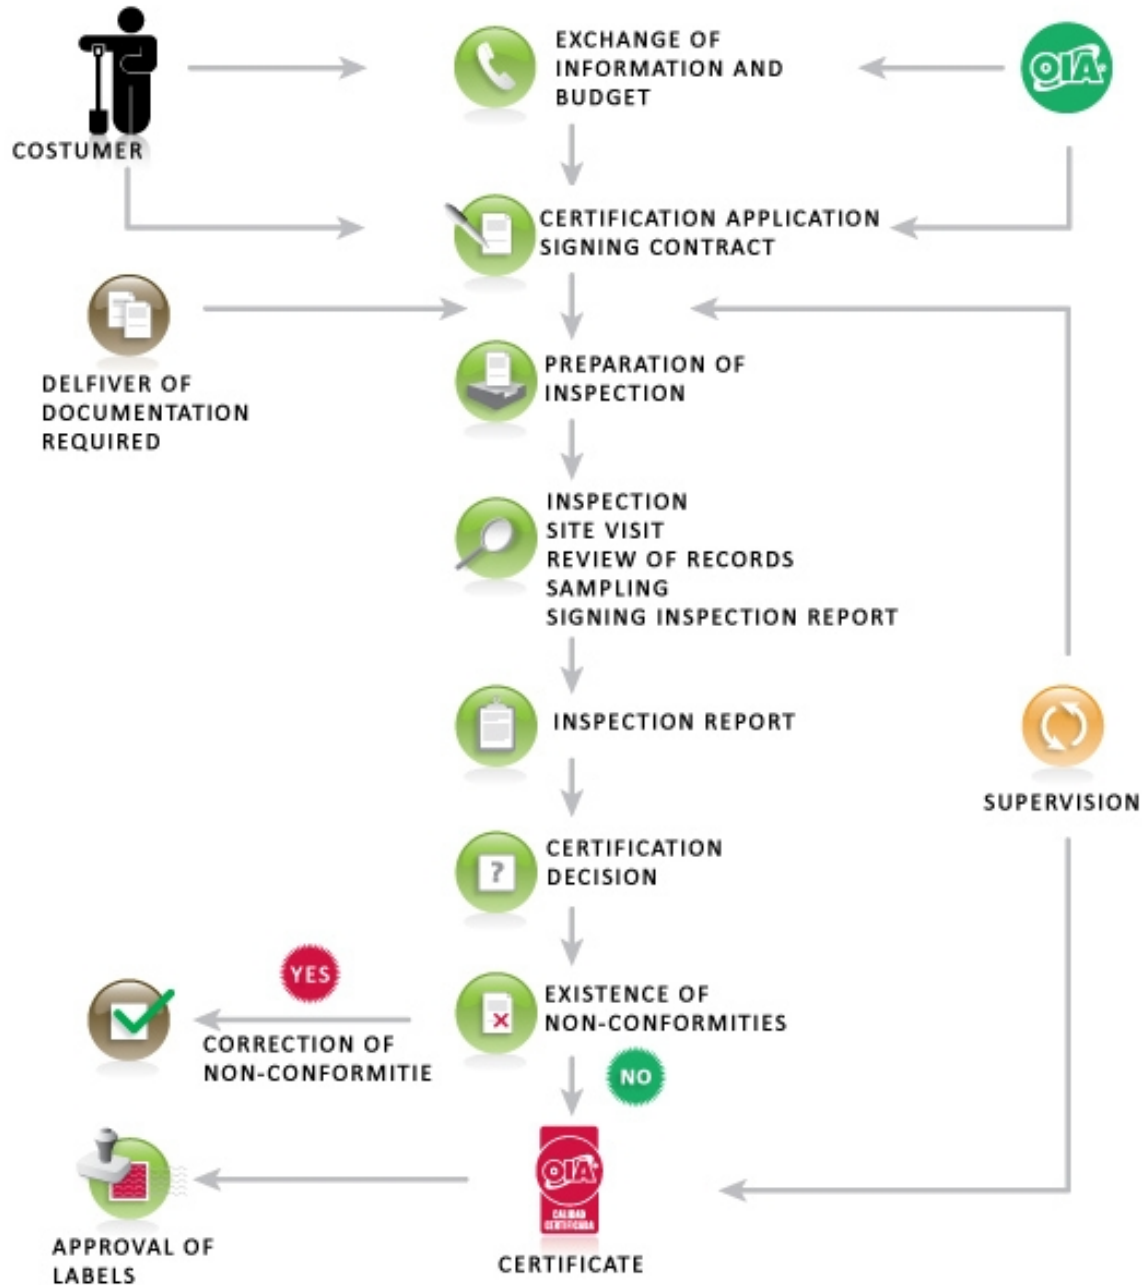 EXCHANGE OF
INFORMATION AND
BUDGET
OIA
COSTUMER
CERTIFICATION APPLICATION
SIGNING CONTRACT
DELFIVER OF
DOCUMENTATION
REQUIRED
PREPARATION OF
INSPECTION
INSPECTION
SITE VISIT
REVIEW OF RECORDS
SAMPLING
SIGNING INSPECTION REPORT
INSPECTION REPORT
SUPERVISION
CERTIFICATION
DECISION
?
YES
EXISTENCE OF
NON-CONFORMITIES
CORRECTION OF
NON-CONFORMITIE
NO
OIA
CALIDAD
CERTIFICADA
CERTIFICATE
APPROVAL OF
LABELS